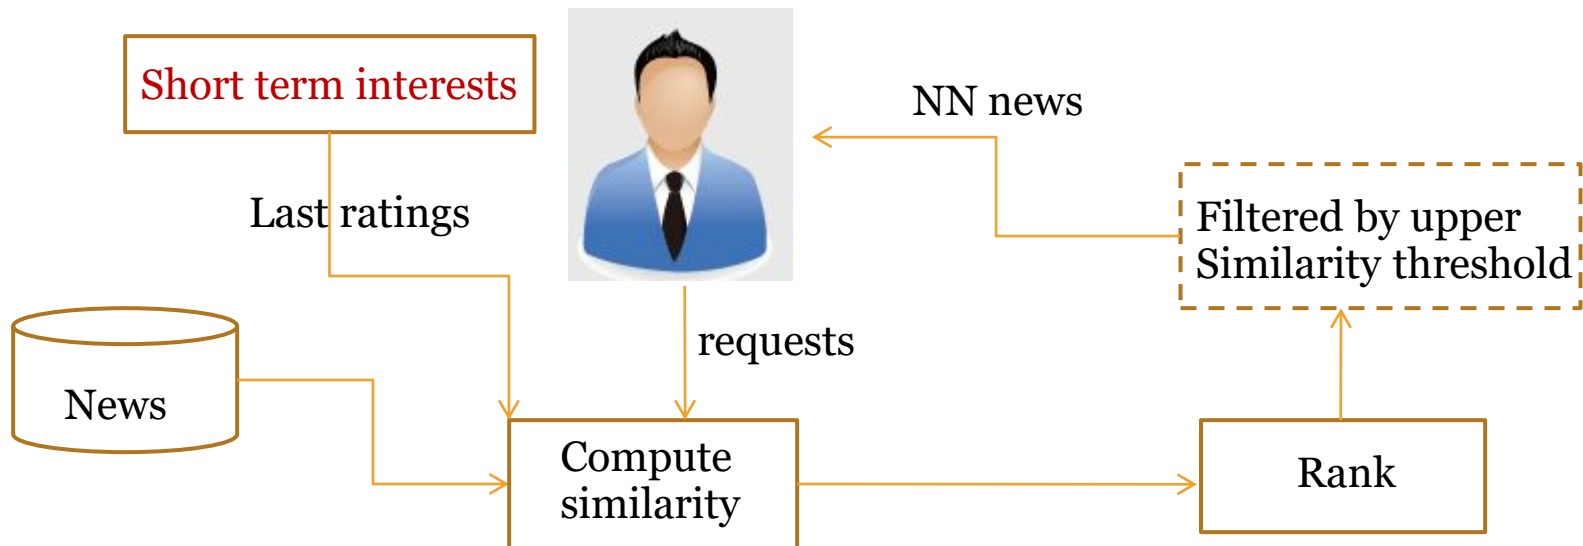 Short term interests
NN news
Last ratings
Filtered by upper
Similarity threshold
requests
News
Compute
similarity
Rank